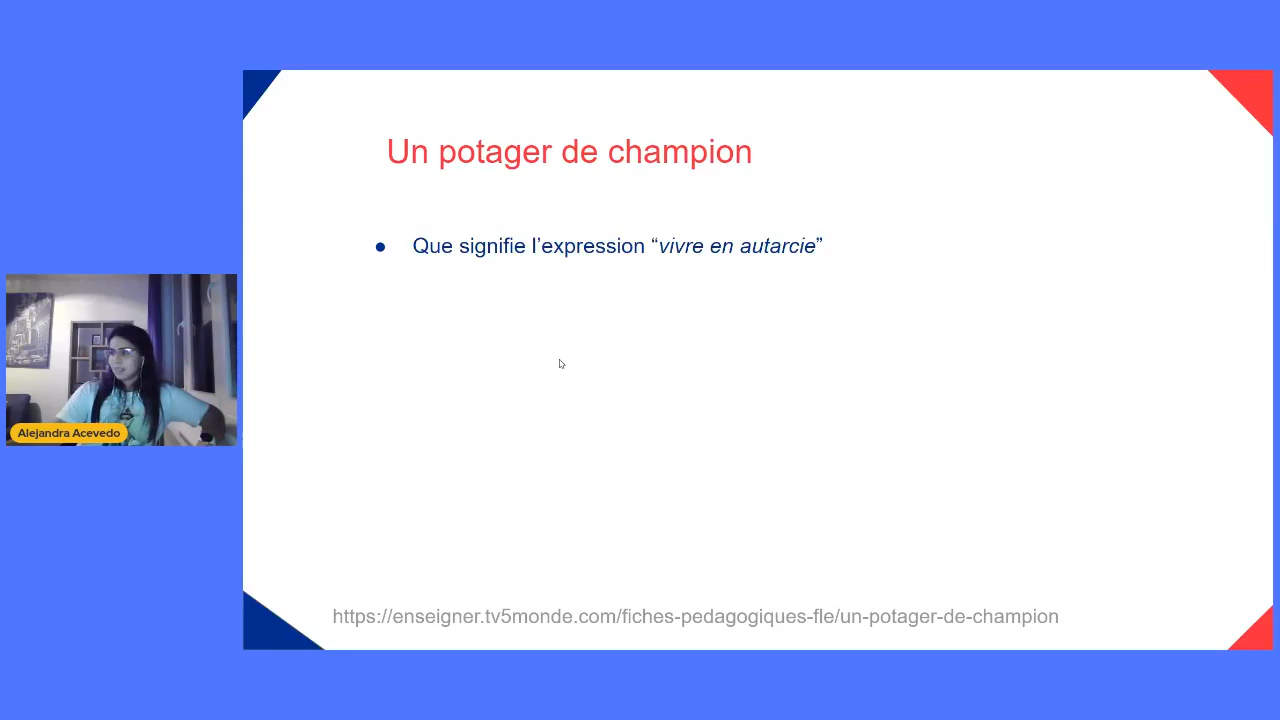 Un potager de champion
● Que signifie l’expression “vivre en autarcie”
Alejandra Acevedo
https://enseigner.tv5monde.com/fiches-pedagogiques-fle/un-potager-de-champion